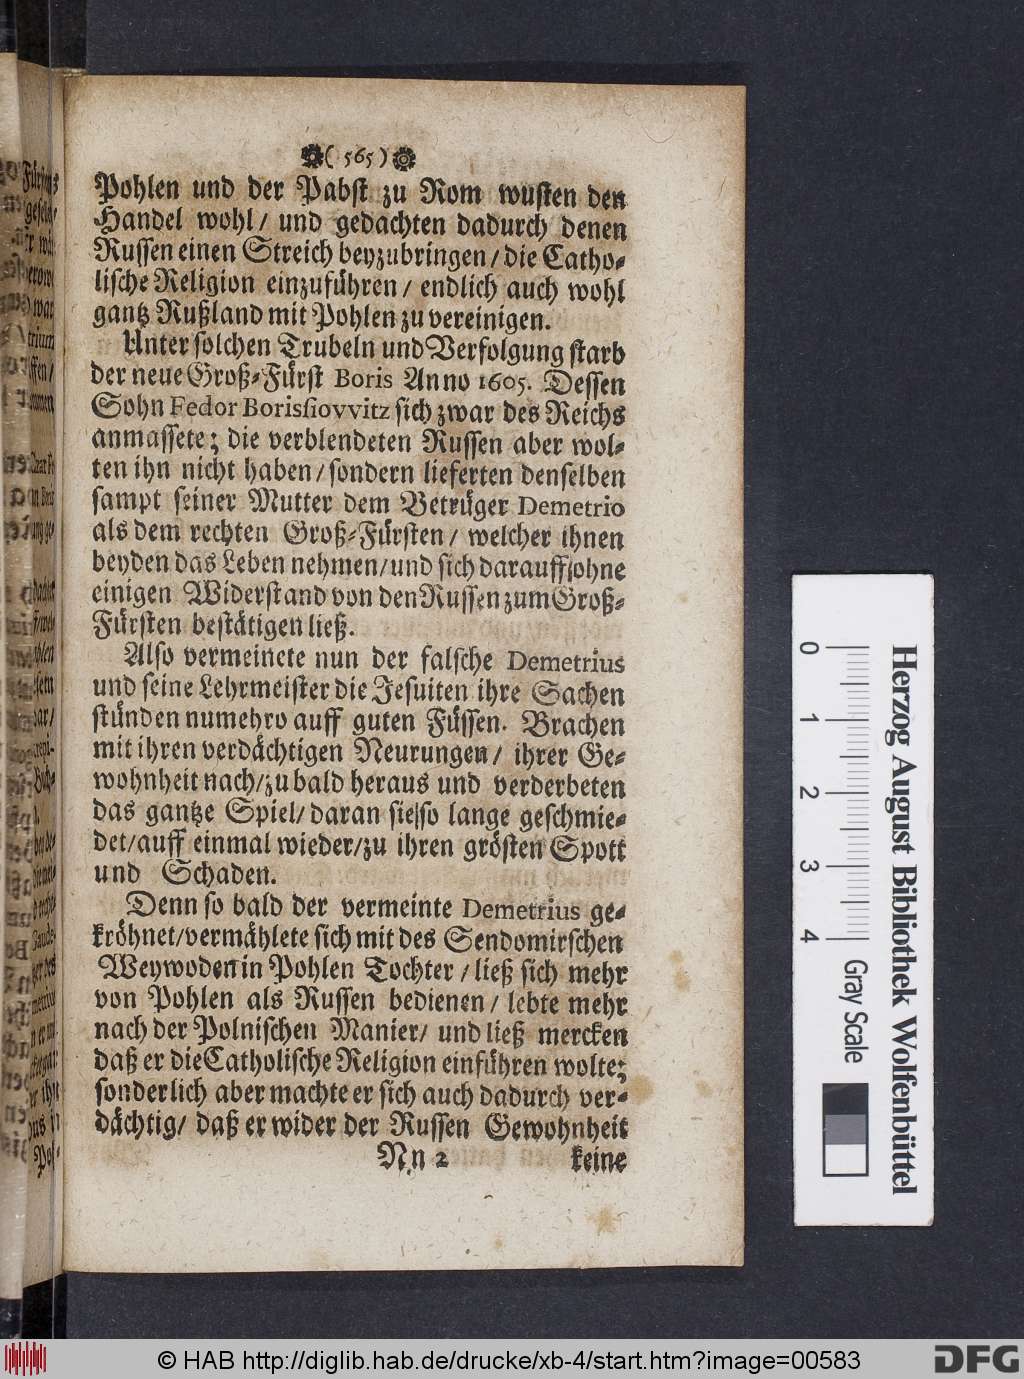 ( 565 )
Pohlen und der Pabst zu Rom wusten den
Handel wohl / und gedachten dadurch denen
Russen einen Streich beyzubringen / die Catho-
lische Religion einzuführen / endlich auch wohl
gantz Rußland mit Pohlen zu vereinigen.
Unter solchen Trubeln und Verfolgung starb
der neue Groß-Fürst Boris Anno 1605. Dessen
Sohn Fedor Borissiovvitz sich zwar des Reichs
anmassete; die verblendeten Russen aber wol-
ten ihn nicht haben / sondern lieferten denselben
sampt seiner Mutter dem Betrüger Demetrio
als dem rechten Groß-Fürsten / welcher ihnen
beyden das Leben nehmen / und sich darauff / ohne
einigen Widerstand von den Russen zum Groß-
Fürsten bestätigen ließ.
Also vermeinete nun der falsche Demetrius
und seine Lehrmeister die Jesuiten ihre Sachen
stünden numehro auff guten Füssen. Brachen
mit ihren verdächtigen Neurungen / ihrer Ge-
wohnheit nach / zu bald heraus und verderbeten
das gantze Spiel / daran sie / so lange geschmie-
det / auff einmal wieder / zu ihren grösten Spott
und Schaden.
Denn so bald der vermeinte Demetrius ge-
kröhnet / vermählete sich mit des Sendomirschen
Weywoden in Pohlen Tochter / ließ sich mehr
von Pohlen als Russen bedienen / lebte mehr
nach der Polnischen Manier / und ließ mercken
daß er die Catholische Religion einführen wolte;
sonderlich aber machte er sich auch dadurch ver-
dächtig / daß er wider der Russen Gewohnheit
Nn 2 keine
0 1 2 3 4
Gray Scale
Herzog August Bibliothek Wolfenbüttel
© HAB http://diglib.hab.de/drucke/xb-4/start.htm?image=00583
DFG